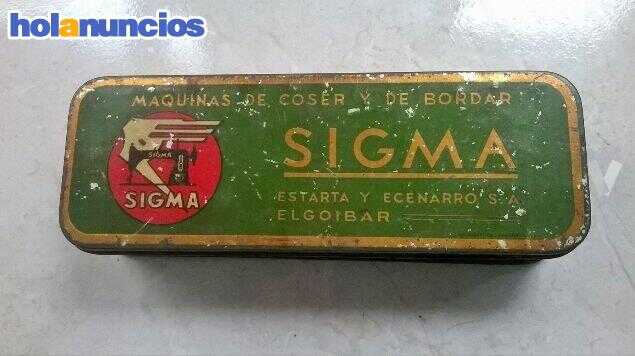 holanuncios
MAQUINAS DE COSER Y DE BORDAR
SIGMA
SIGMA
SIGMA
ESTARTA Y ECENARRO S.A
ELGOIBAR